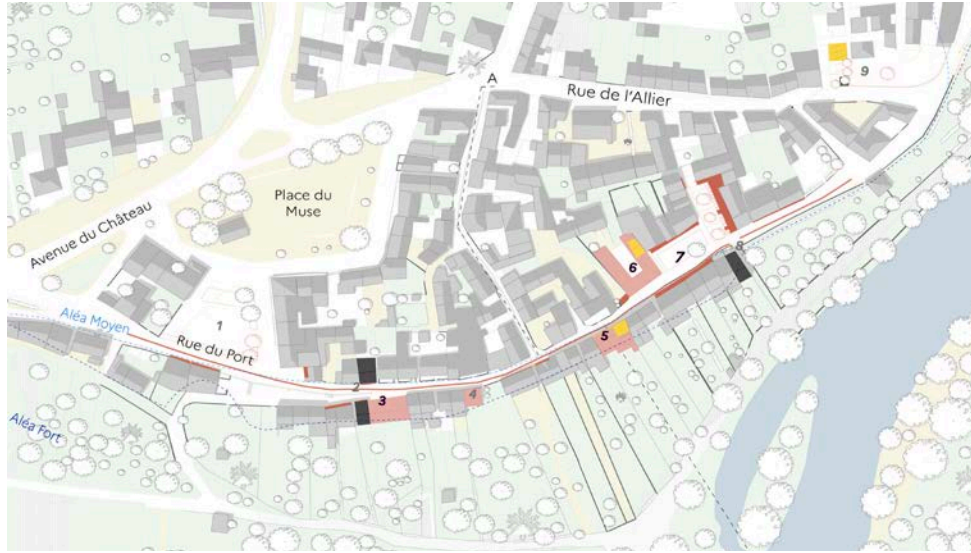 A
Rue de l'Allier
9
Place du
Muse
Avenue du Château
6
7
8
Aléa Moyen
1
Rue du Port
5
2
3
4
Aléa Fort